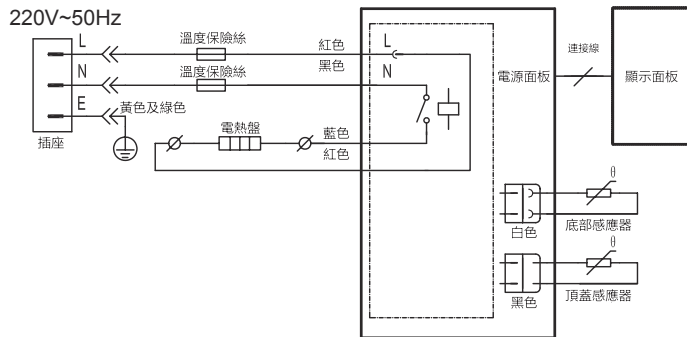 220V~50Hz
L
溫度保險絲
紅色
L
N
溫度保險絲
黑色
N
E
黃色及綠色
插座
電熱盤
藍色
紅色
電源面板
連接線
顯示面板
θ
白色
底部感應器
θ
黑色
頂蓋感應器